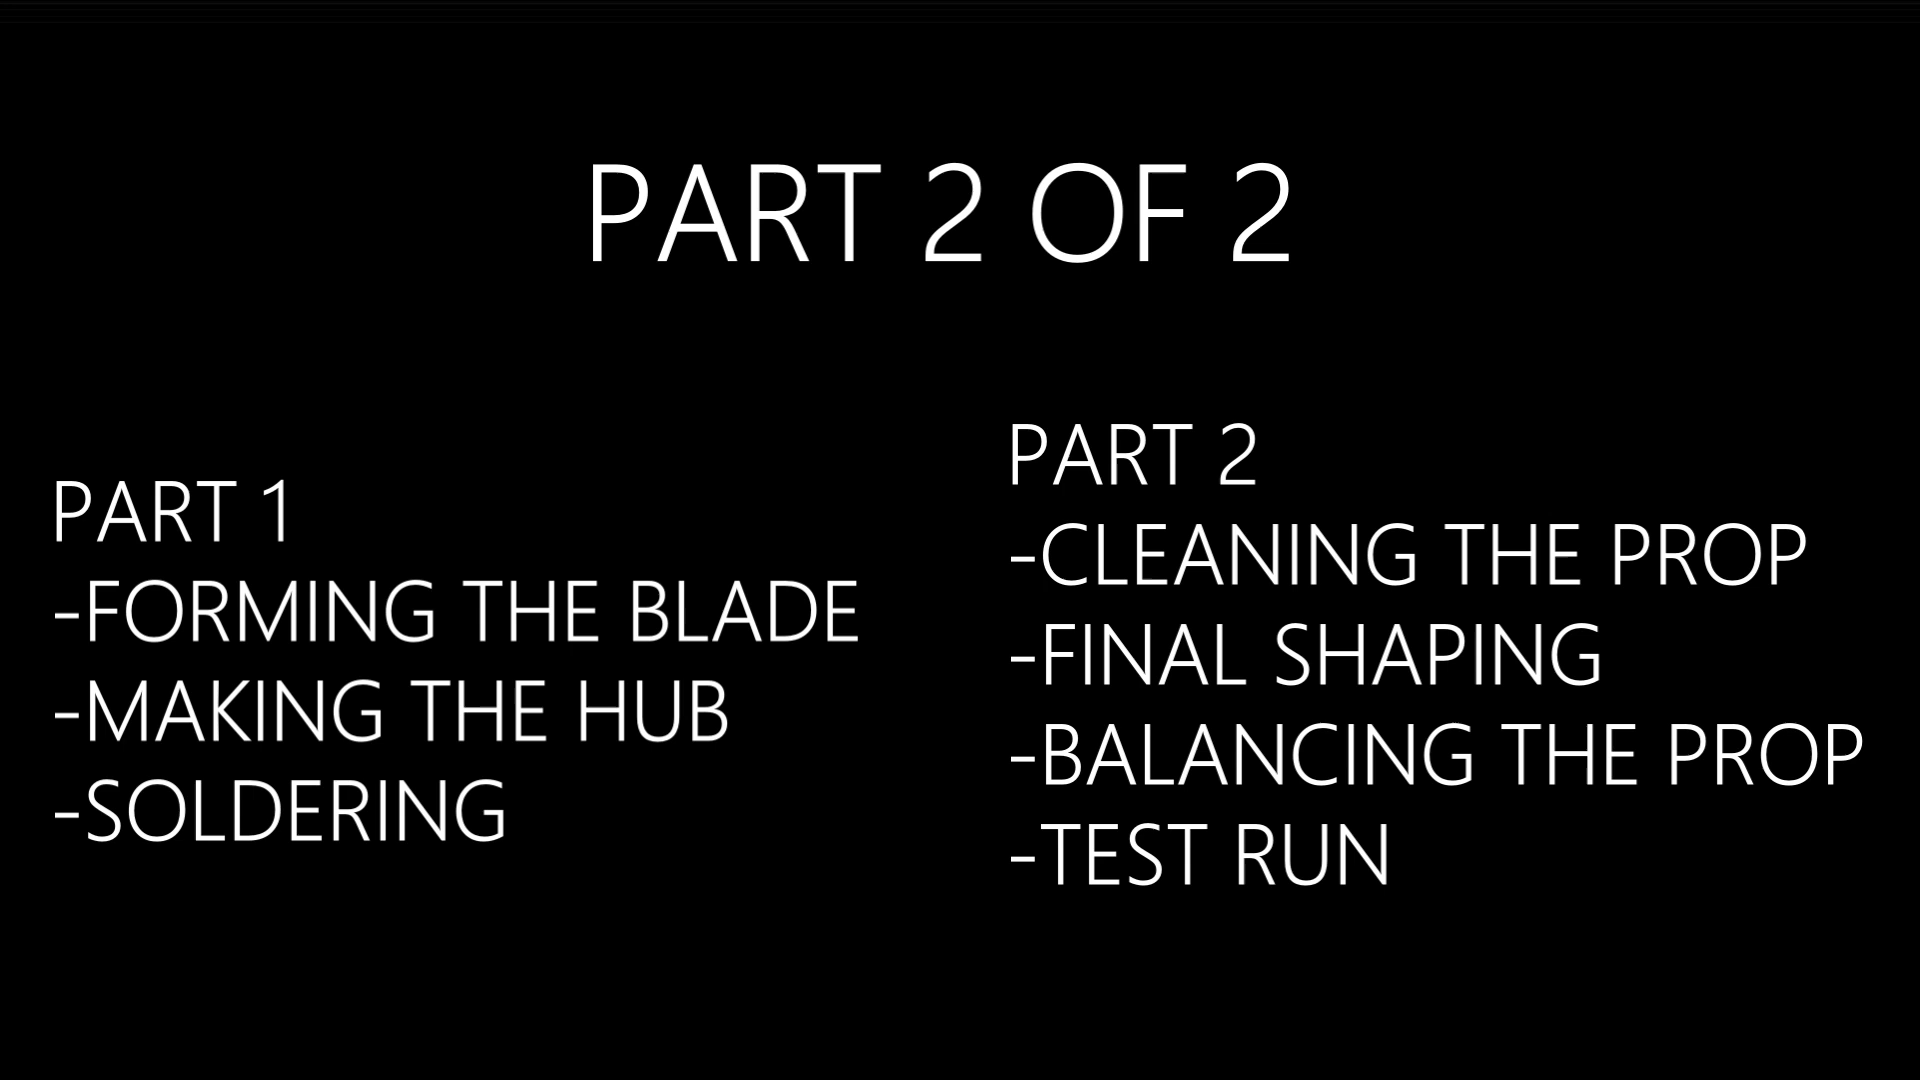 PART 2 OF 2
PART 1
-FORMING THE BLADE
-MAKING THE HUB
-SOLDERING
PART 2
-CLEANING THE PROP
-FINAL SHAPING
-BALANCING THE PROP
-TEST RUN